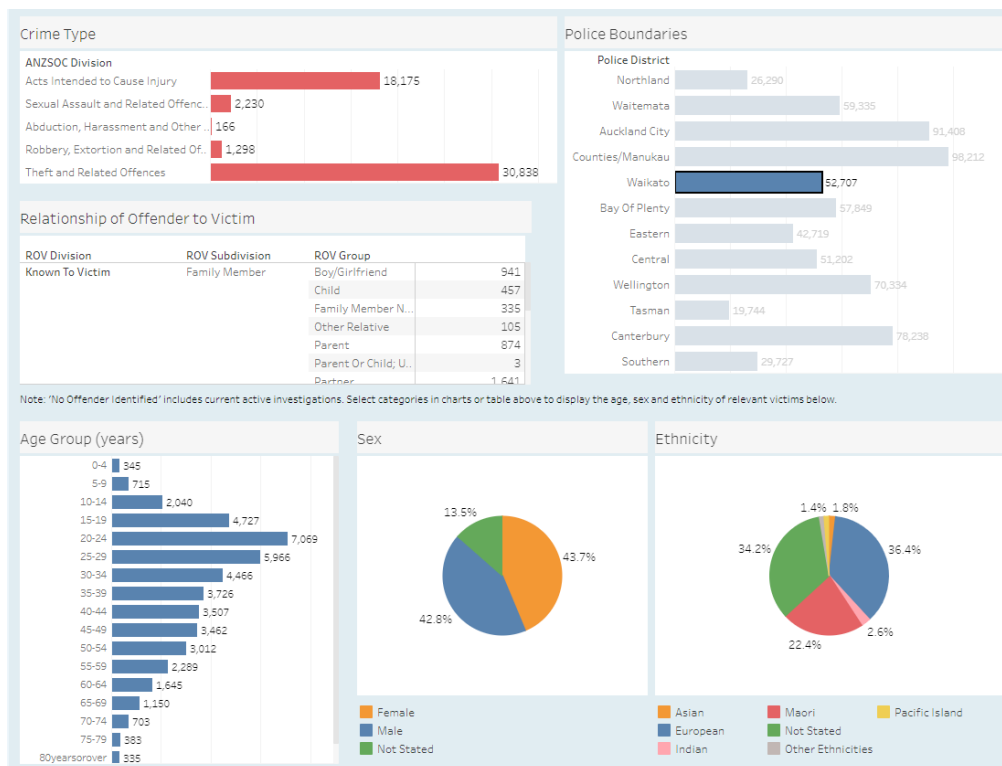 Crime Type
ANZSOC Division
Acts Intended to Cause Injury 18,175
Sexual Assault and Related Offenc.. 2,230
Abduction, Harassment and Other .. 166
Robbery, Extortion and Related Of.. 1,298
Theft and Related Offences 30,838
Police Boundaries
Police District
Northland 26,290
Waitemata 59,335
Auckland City 91,408
Counties/Manukau 98,212
Waikato 52,707
Bay Of Plenty 57,849
Eastern 42,719
Central 51,202
Wellington 70,334
Tasman 19,744
Canterbury 78,238
Southern 29,727
Relationship of Offender to Victim
ROV Division ROV Subdivision ROV Group
Known To Victim Family Member Boy/Girlfriend 941
Child 457
Family Member N... 335
Other Relative 105
Parent 874
Parent Or Child; U.. 3
Partner 1,641
Note: 'No Offender Identified' includes current active investigations. Select categories in charts or table above to display the age, sex and ethnicity of relevant victims below.
Age Group (years)
0-4 345
5-9 715
10-14 2,040
15-19 4,727
20-24 7,069
25-29 5,966
30-34 4,466
35-39 3,726
40-44 3,507
45-49 3,462
50-54 3,012
55-59 2,289
60-64 1,645
65-69 1,150
70-74 703
75-79 383
80yearsorover 335
Sex
13.5%
43.7%
42.8%
Female
Male
Not Stated
Ethnicity
1.4% 1.8%
34.2% 36.4%
2.6%
22.4%
Asian Maori Pacific Island
European Not Stated
Indian Other Ethnicities